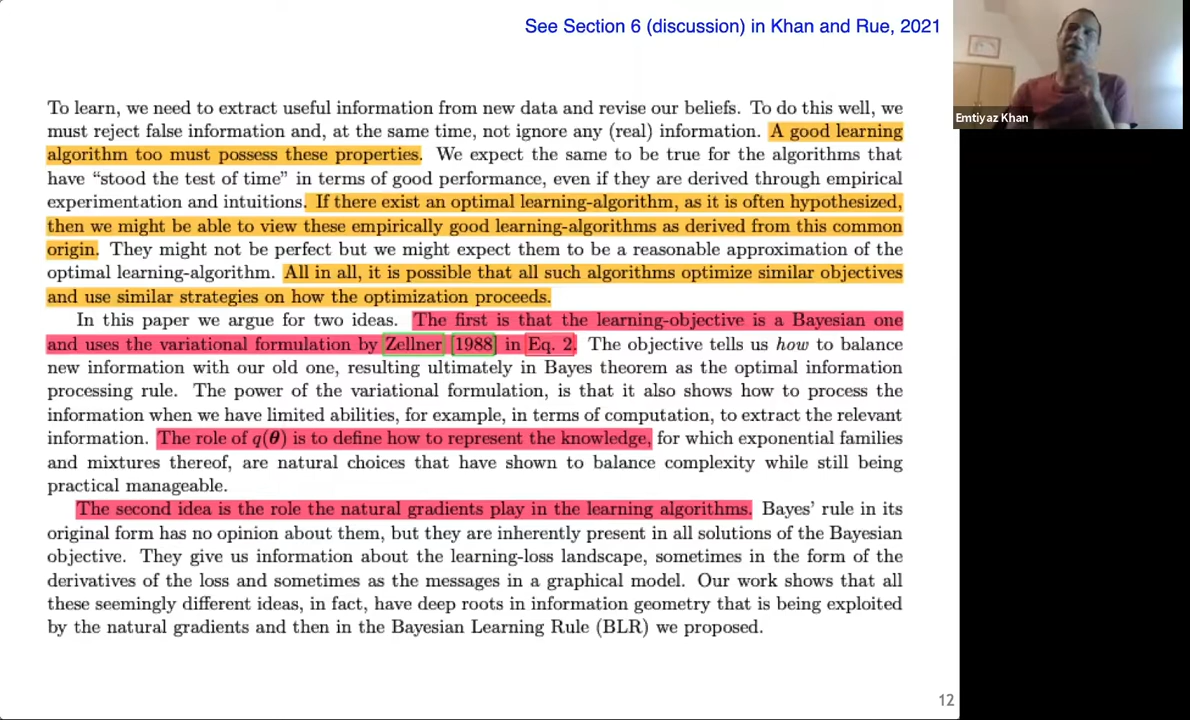 See Section 6 (discussion) in Khan and Rue, 2021
Emtiyaz Khan
To learn, we need to extract useful information from new data and revise our beliefs. To do this well, we
must reject false information and, at the same time, not ignore any (real) information. A good learning
algorithm too must possess these properties. We expect the same to be true for the algorithms that
have “stood the test of time” in terms of good performance, even if they are derived through empirical
experimentation and intuitions. If there exist an optimal learning-algorithm, as it is often hypothesized,
then we might be able to view these empirically good learning-algorithms as derived from this common
origin. They might not be perfect but we might expect them to be a reasonable approximation of the
optimal learning-algorithm. All in all, it is possible that all such algorithms optimize similar objectives
and use similar strategies on how the optimization proceeds.
In this paper we argue for two ideas. The first is that the learning-objective is a Bayesian one
and uses the variational formulation by Zellner [1988] in Eq. 2. The objective tells us how to balance
new information with our old one, resulting ultimately in Bayes theorem as the optimal information
processing rule. The power of the variational formulation, is that it also shows how to process the
information when we have limited abilities, for example, in terms of computation, to extract the relevant
information. The role of q(θ) is to define how to represent the knowledge, for which exponential families
and mixtures thereof, are natural choices that have shown to balance complexity while still being
practical manageable.
The second idea is the role the natural gradients play in the learning algorithms. Bayes’ rule in its
original form has no opinion about them, but they are inherently present in all solutions of the Bayesian
objective. They give us information about the learning-loss landscape, sometimes in the form of the
derivatives of the loss and sometimes as the messages in a graphical model. Our work shows that all
these seemingly different ideas, in fact, have deep roots in information geometry that is being exploited
by the natural gradients and then in the Bayesian Learning Rule (BLR) we proposed.
12